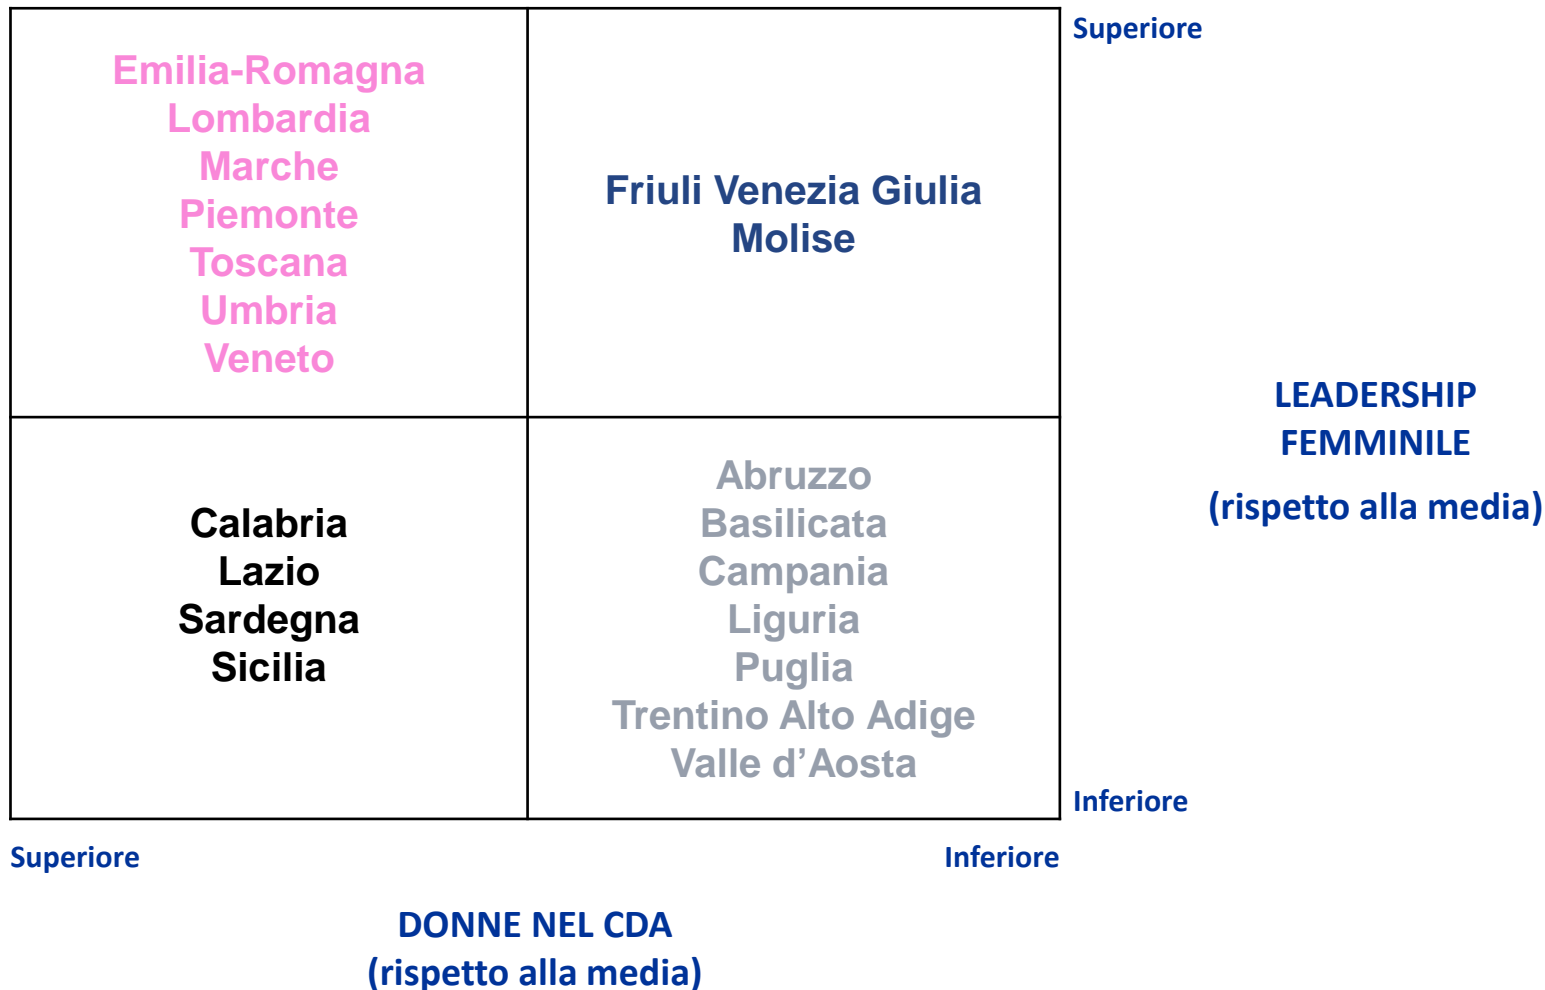 Superiore
Emilia-Romagna
Lombardia
Marche
Piemonte
Toscana
Umbria
Veneto
Friuli Venezia Giulia
Molise
LEADERSHIP
FEMMINILE
(rispetto alla media)
Calabria
Lazio
Sardegna
Sicilia
Abruzzo
Basilicata
Campania
Liguria
Puglia
Trentino Alto Adige
Valle d’Aosta
Inferiore
Superiore
Inferiore
DONNE NEL CDA
(rispetto alla media)